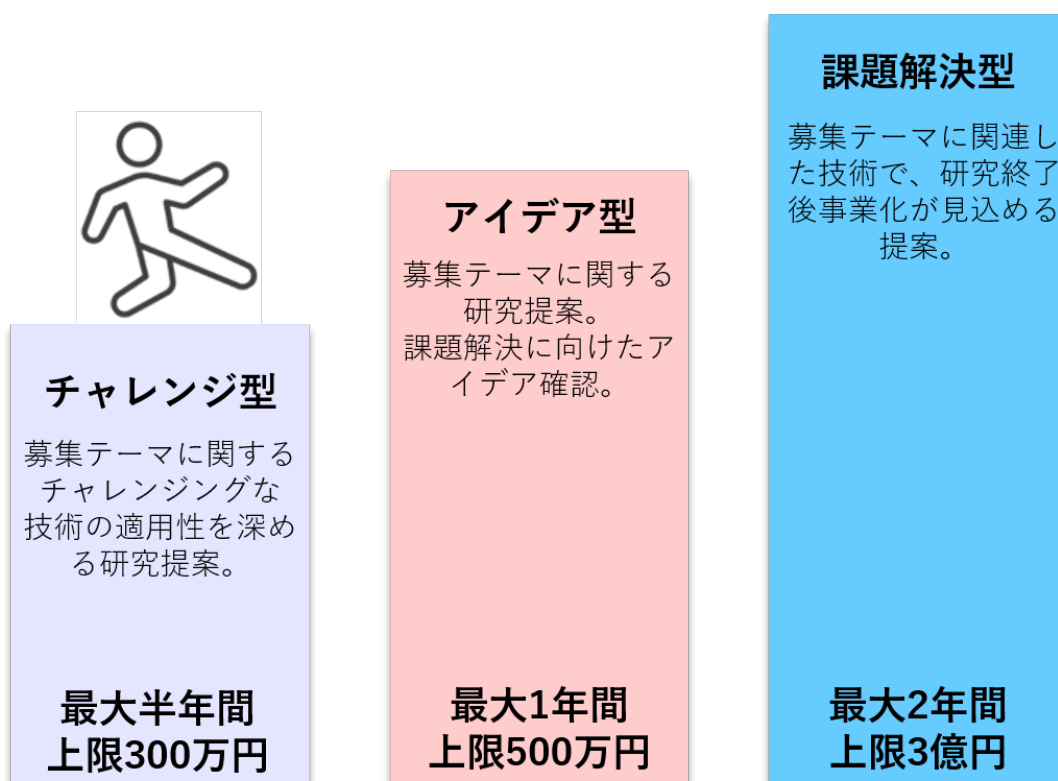 チャレンジ型
募集テーマに関する
チャレンジングな
技術の適用性を深め
る研究提案。
最大半年間
上限300万円
アイデア型
募集テーマに関する
研究提案。
課題解決に向けたア
イデア確認。
最大1年間
上限500万円
課題解決型
募集テーマに関連し
た技術で、研究終了
後事業化が見込める
提案。
最大2年間
上限3億円